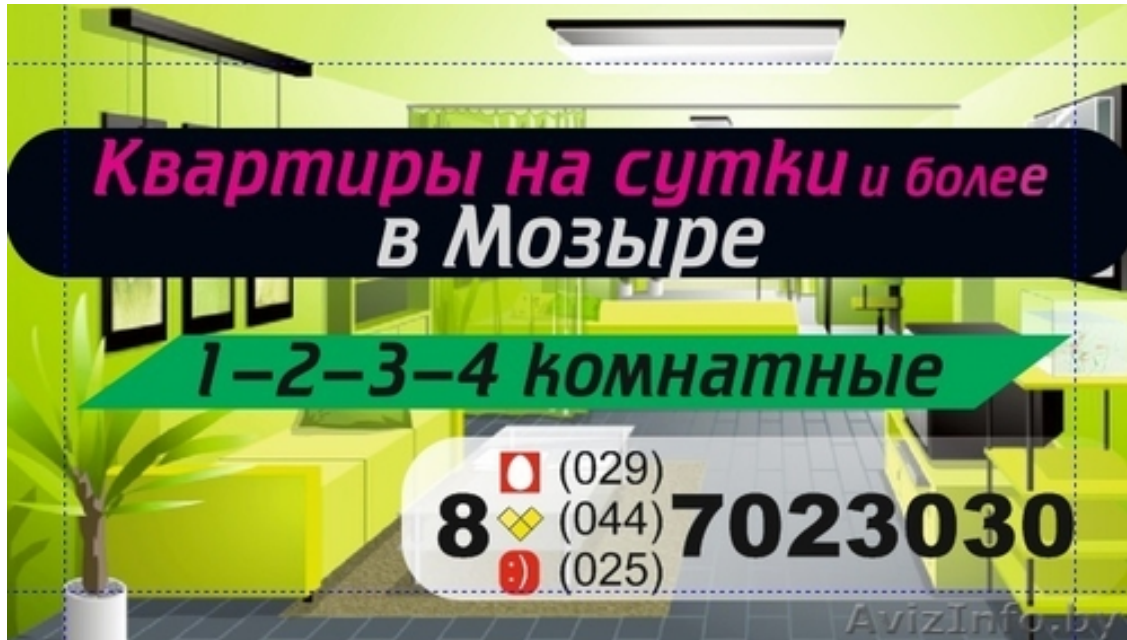 Квартиры на сутки и более
в Мозыре
1-2-3-4 комнатные
(029)
8 (044) 7023030
(025)
AvizInfo.by